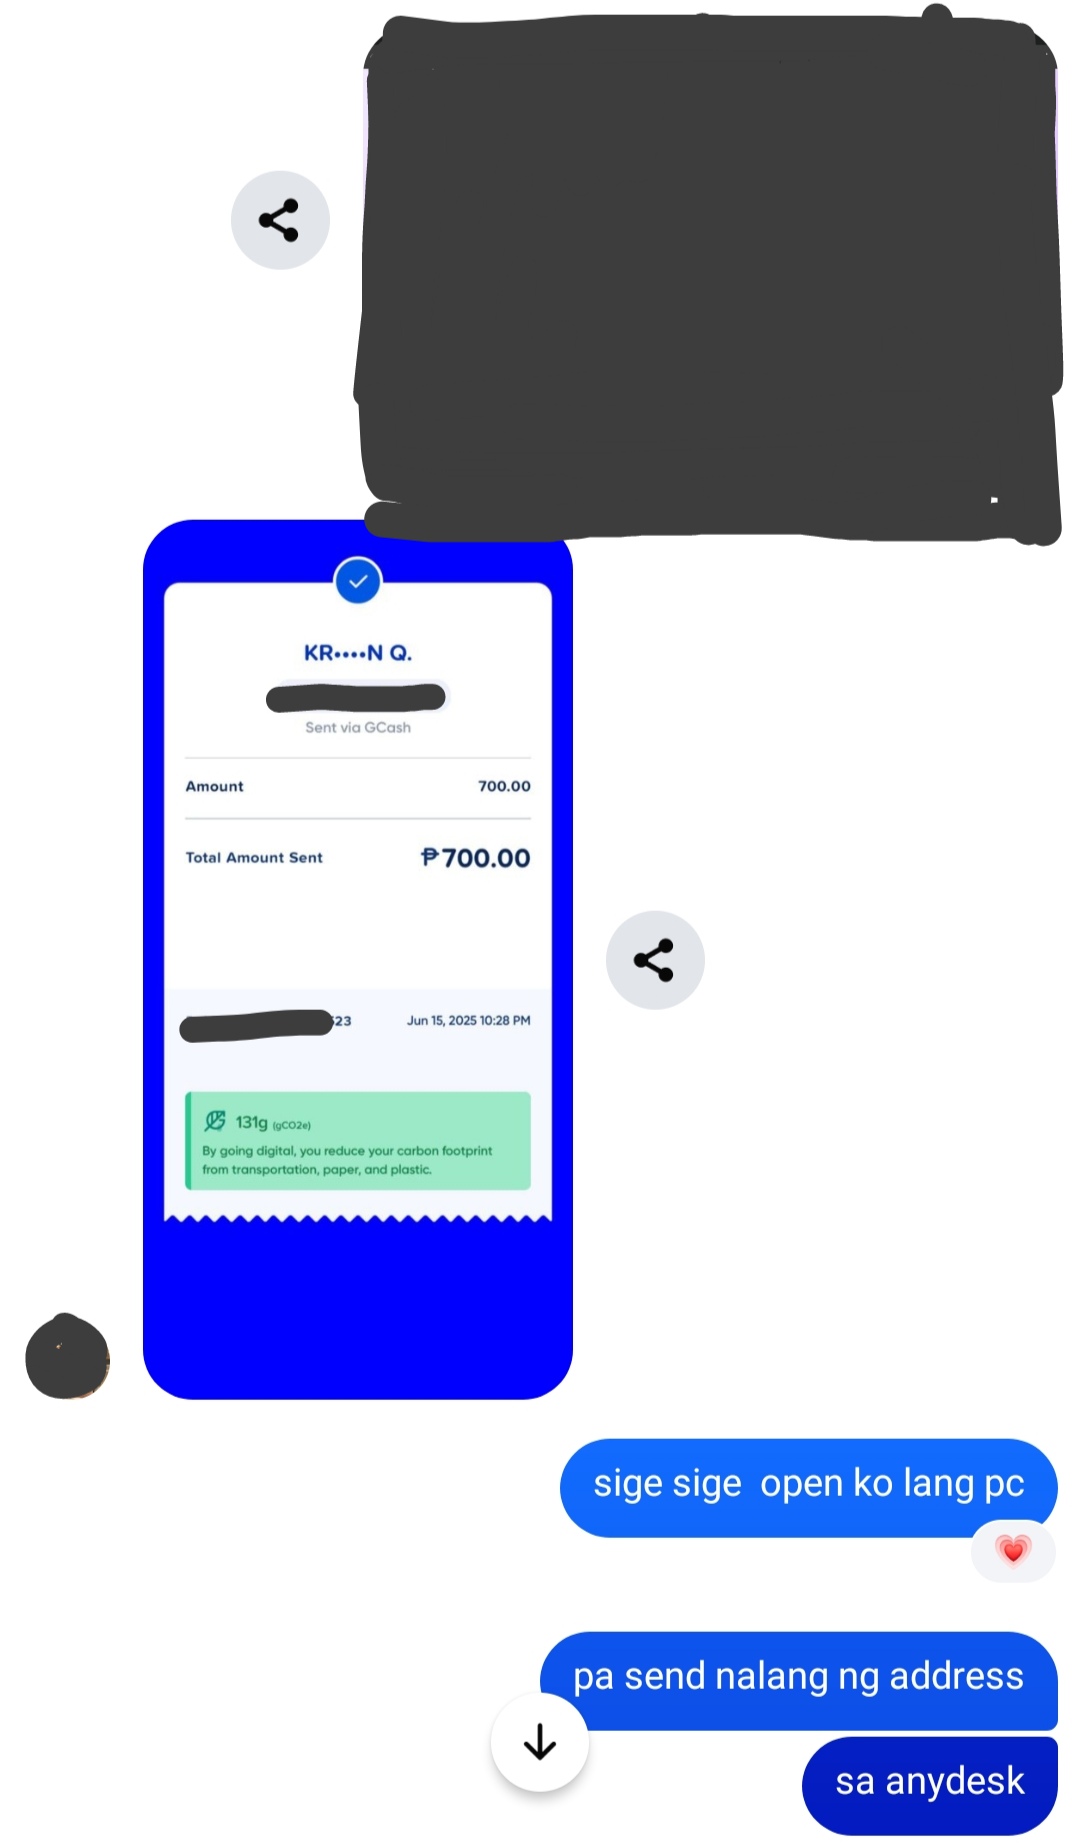 KR••••N Q.
Sent via GCash
Amount 700.00
Total Amount Sent ₱700.00
23 Jun 15, 2025 10:28 PM
131g (gCO2e)
By going digital, you reduce your carbon footprint
from transportation, paper, and plastic.
sige sige  open ko lang pc
pa send nalang ng address
sa anydesk